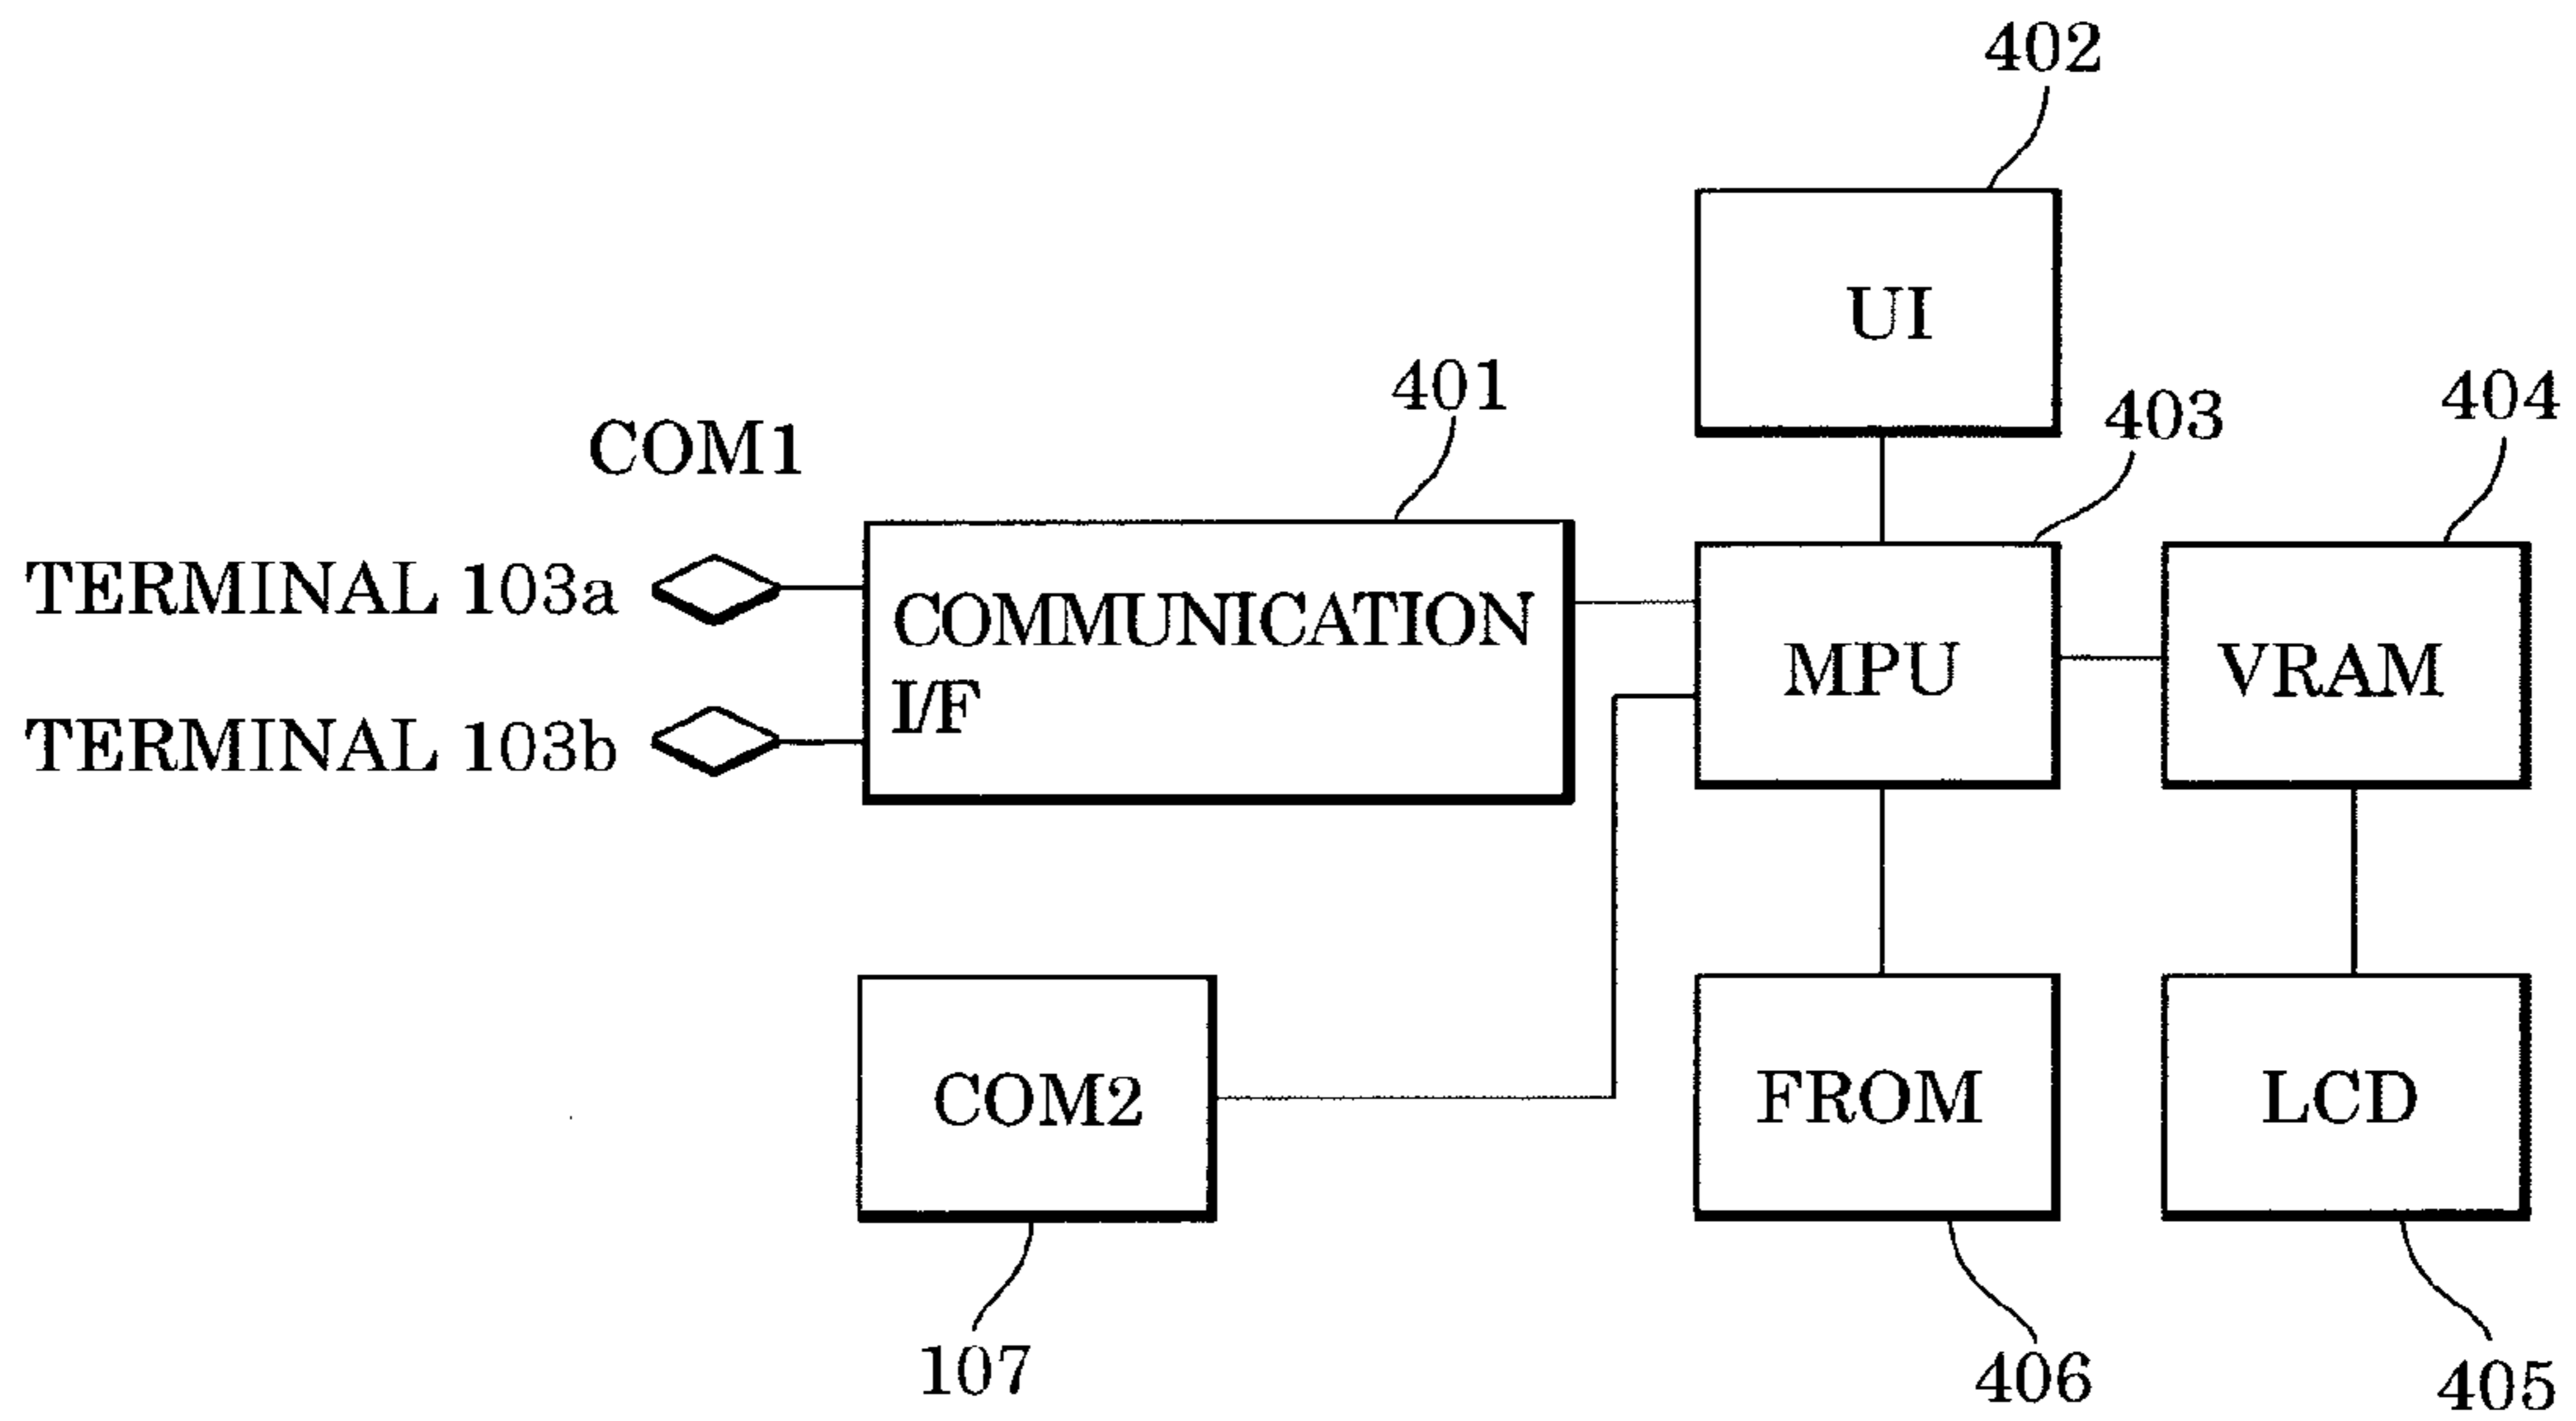 402
UI
401
403
404
COM1
TERMINAL 103a
COMMUNICATION
I/F
MPU
VRAM
TERMINAL 103b
COM2
FROM
LCD
107
406
405